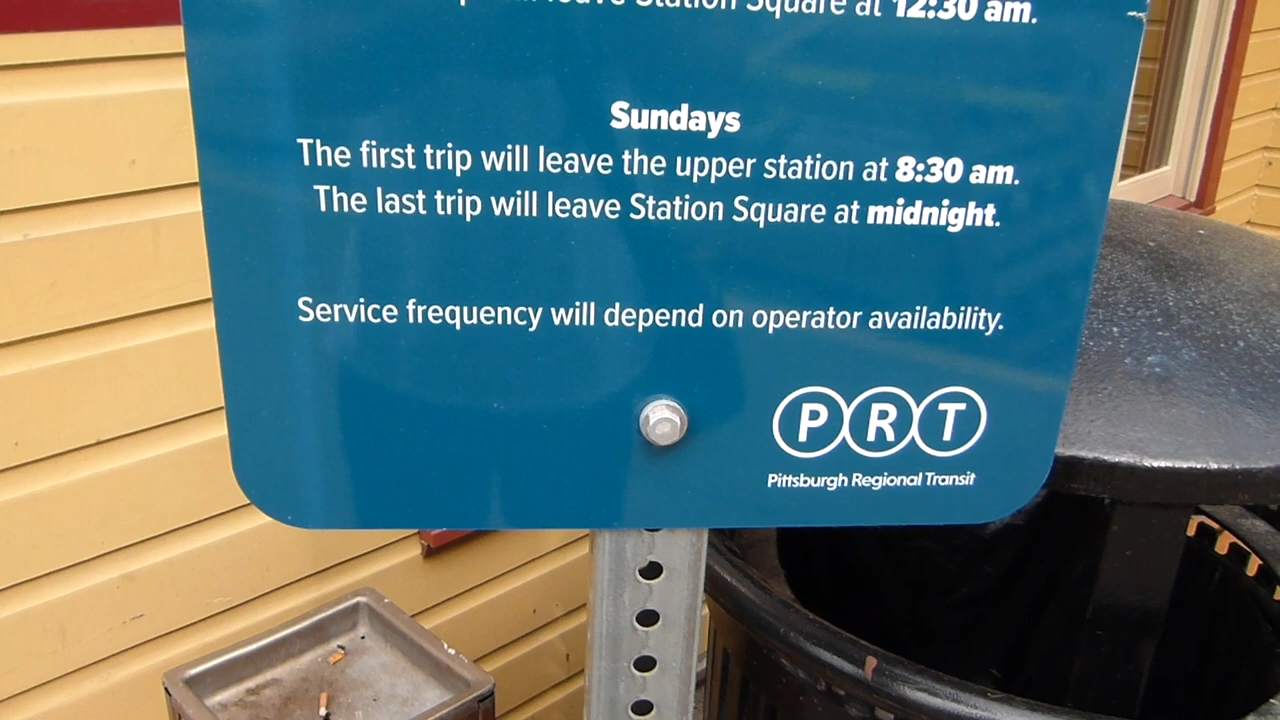 leave Station Square at 12:30 am.
Sundays
The first trip will leave the upper station at 8:30 am.
The last trip will leave Station Square at midnight.
Service frequency will depend on operator availability.
PRT
Pittsburgh Regional Transit